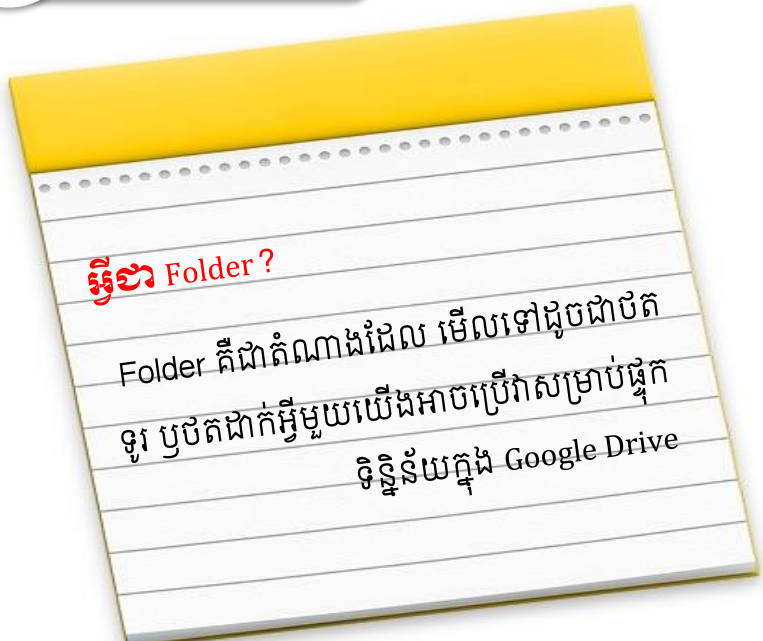 អ្វីជា Folder ?
Folder គឺជាតំណាងដែល មើលទៅដូចជាថត
ទូរ ឫថតដាក់អ្វីមួយយើងអាចប្រើវាសម្រាប់ផ្ទុក
ទិន្និន័យក្នុង Google Drive